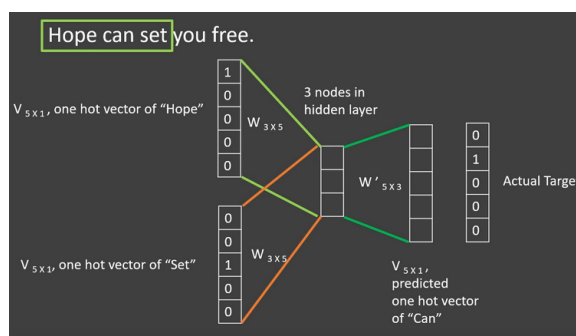 Hope can set you free.
1
0
0
0
0
V 5 X 1, one hot vector of “Hope”
W 3 X 5
3 nodes in
hidden layer
0
0
1
0
0
V 5 X 1, one hot vector of “Set”
W 3 X 5
W ' 5 X 3
V 5 X 1,
predicted
one hot vector
of “Can”
0
1
0
0
0
Actual Targe